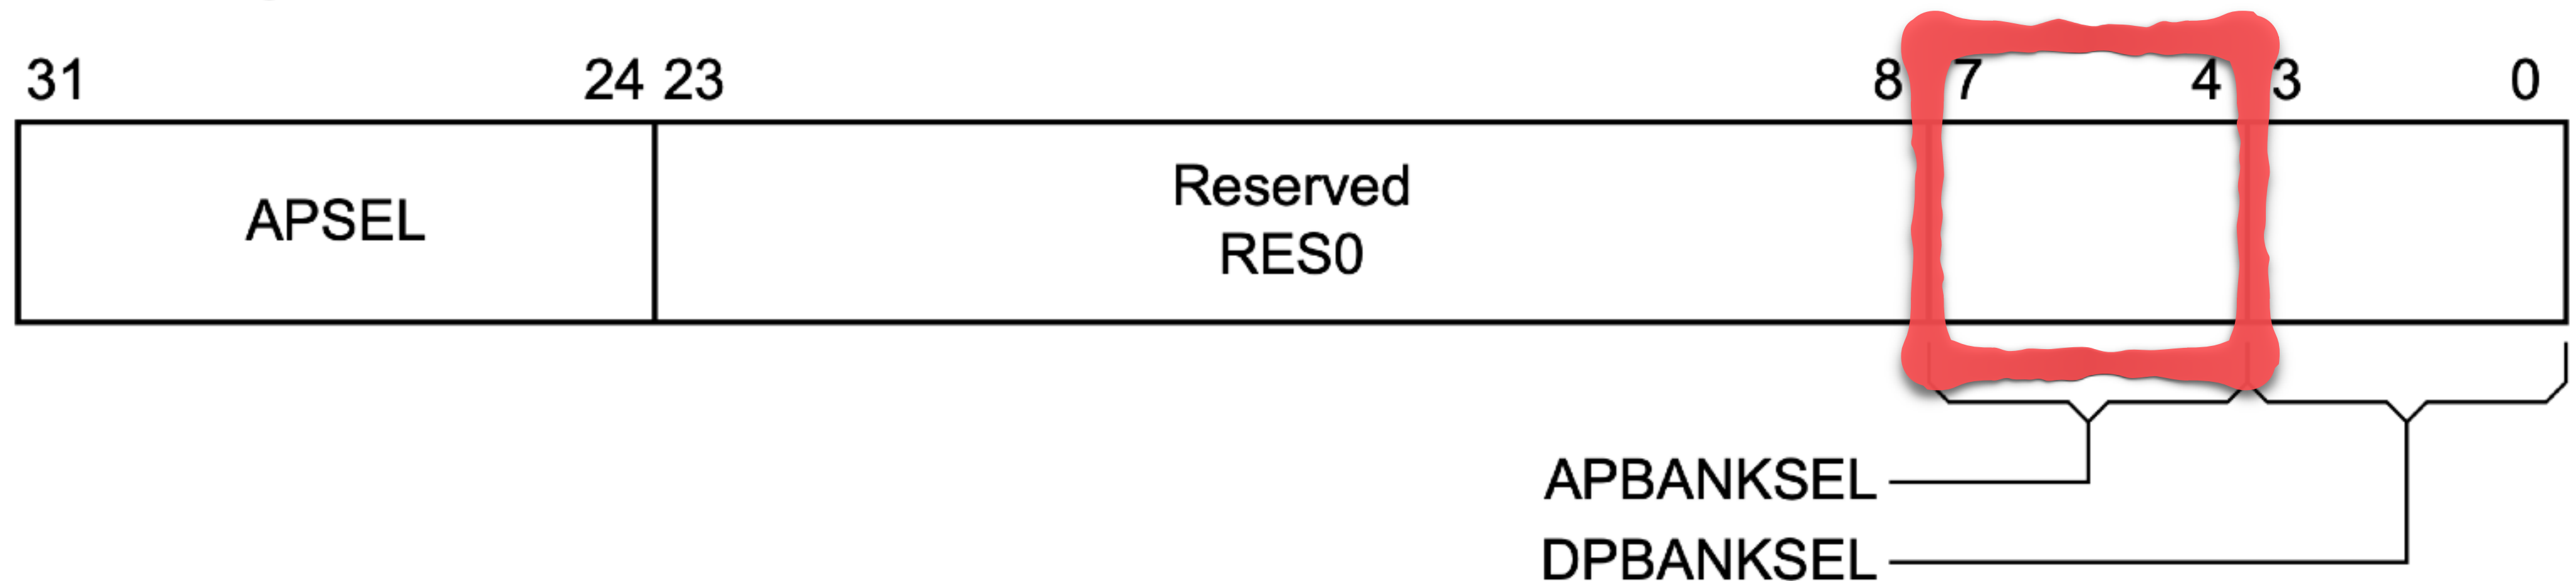 31 24 23 8 7 4 3 0
APSEL
Reserved
RES0
APBANKSEL
DPBANKSEL